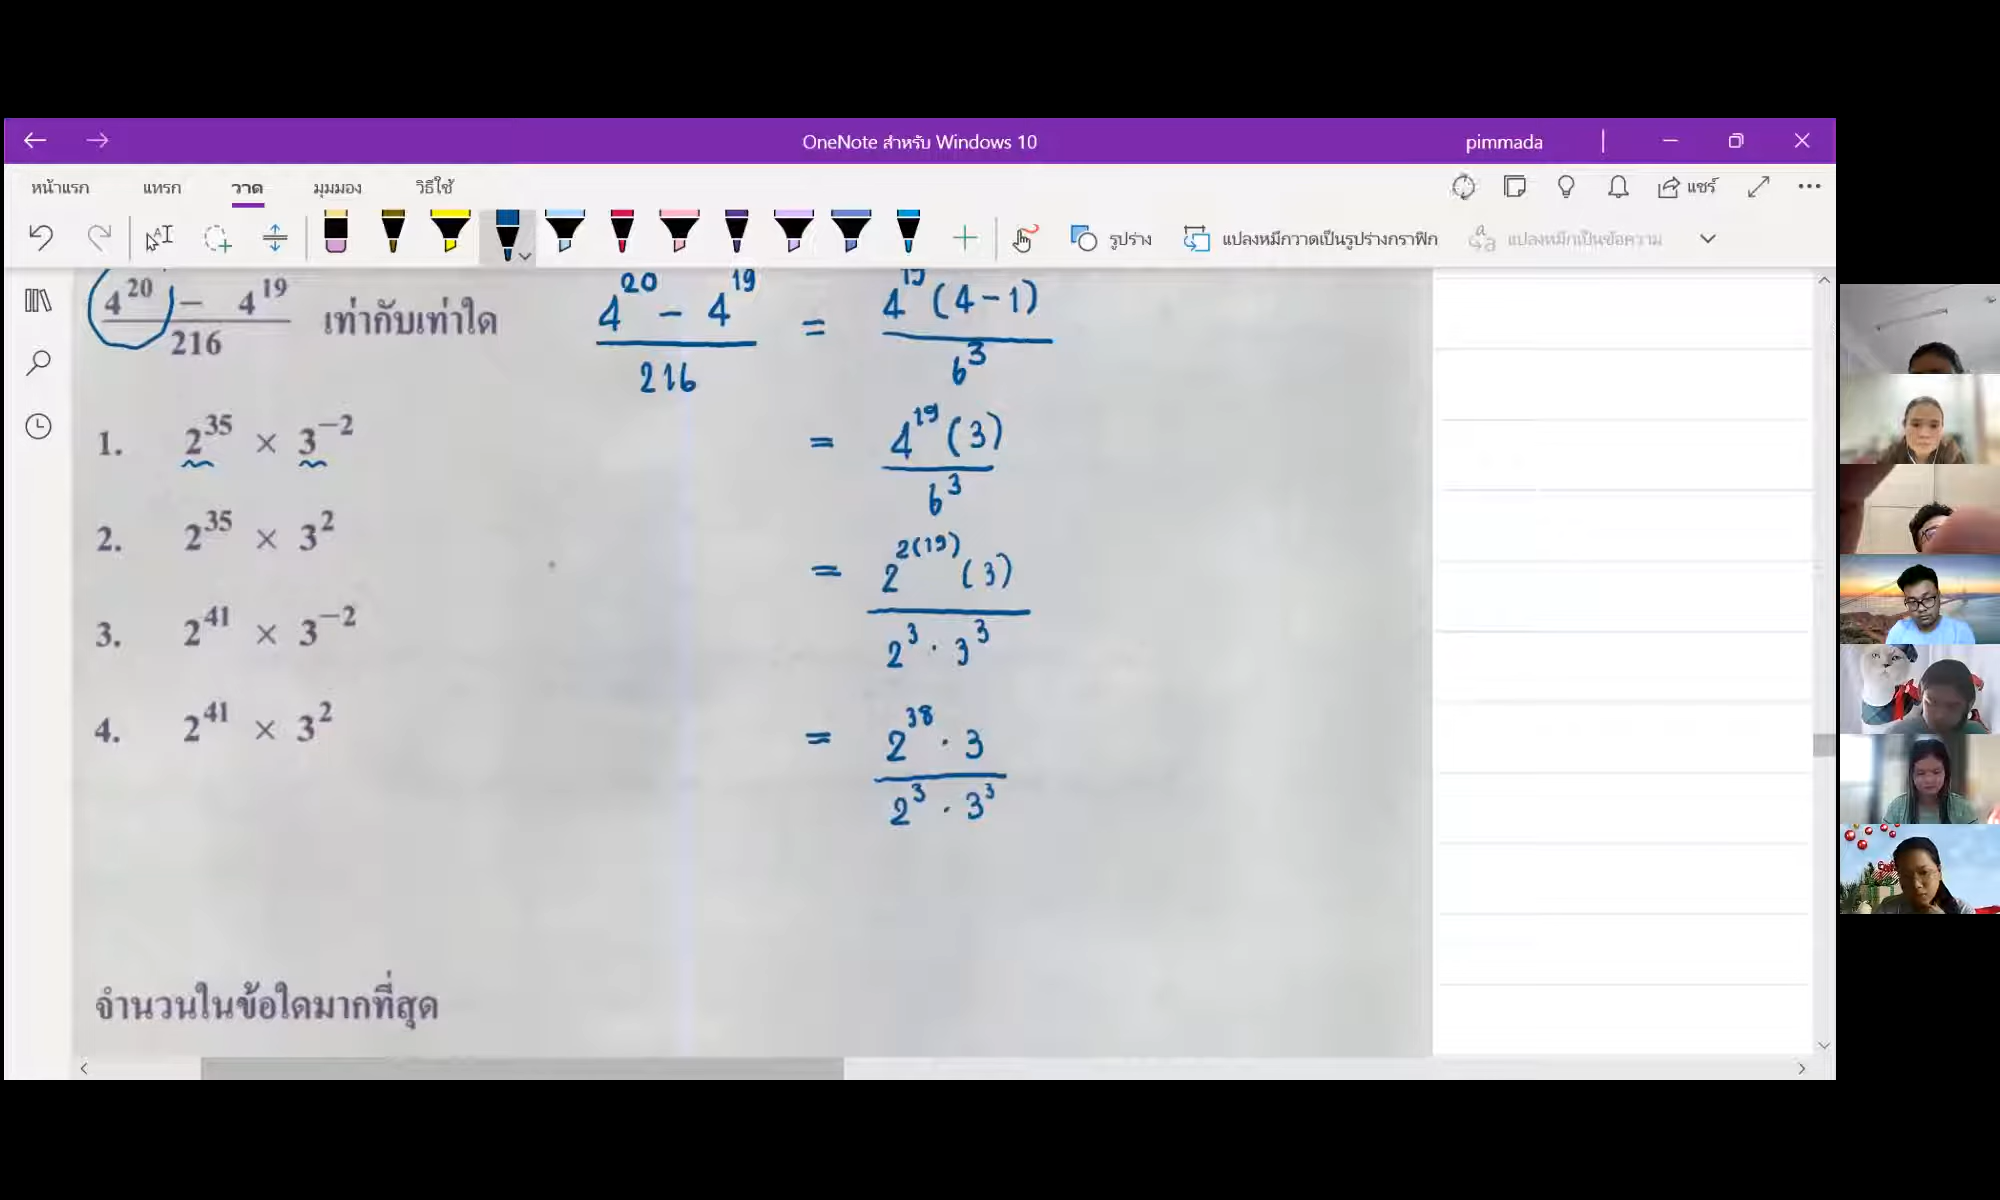 OneNote สำหรับ Windows 10
pimmada
หน้าแรก แทรก วาด มุมมอง วิธีใช้
แชร์
รูปร่าง แปลงหมึกวาดเป็นรูปร่างกราฟิก แปลงหมึกเป็นข้อความ
4^20 - 4^19 / 216 เท่ากับเท่าใด
1. 2^35 × 3^-2
2. 2^35 × 3^2
3. 2^41 × 3^-2
4. 2^41 × 3^2
จำนวนในข้อใดมากที่สุด
4^20 - 4^19 / 216 = 4^19 (4-1) / 6^3
= 4^19 (3) / 6^3
= 2^2(19) (3) / 2^3 · 3^3
= 2^38 · 3 / 2^3 · 3^3